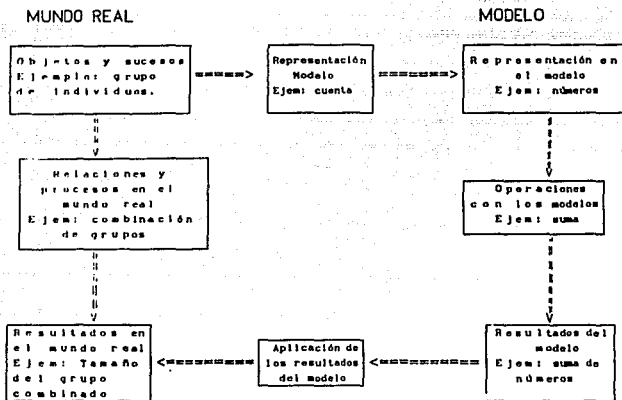 MUNDO REAL
MODELO
Objetos y sucesos
Ejemplo: grupo
de individuos.
Representación
Modelo
Ejem: cuenta
Representación en
el modelo
Ejem: números
Relaciones y
procesos en el
mundo real
Ejem: combinación
de grupos
Operaciones
con los modelos
Ejem: suma
Resultados en
el mundo real
Ejem: Tamaño
del grupo
combinado
Aplicación de
los resultados
del modelo
Resultados del
modelo
Ejem: suma de
números